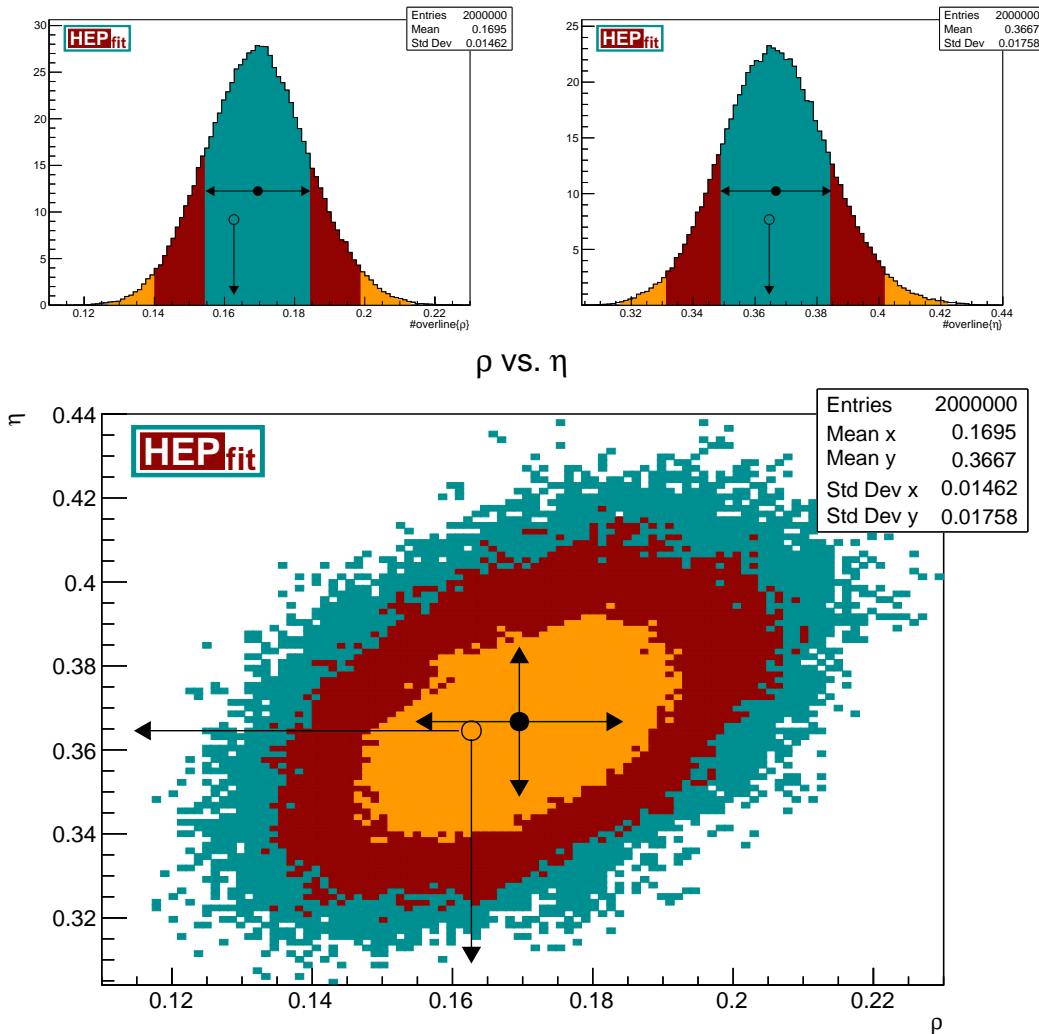 HEPfit
Entries 2000000
Mean 0.1695
Std Dev 0.01462
30
25
20
15
10
5
0
0.12 0.14 0.16 0.18 0.2 0.22
#overline{ρ}
HEPfit
Entries 2000000
Mean 0.3667
Std Dev 0.01758
25
20
15
10
5
0.32 0.34 0.36 0.38 0.4 0.42 0.44
#overline{η}
ρ vs. η
η
HEPfit
Entries 2000000
Mean x 0.1695
Mean y 0.3667
Std Dev x 0.01462
Std Dev y 0.01758
0.44
0.42
0.4
0.38
0.36
0.34
0.32
0.12 0.14 0.16 0.18 0.2 0.22
ρ